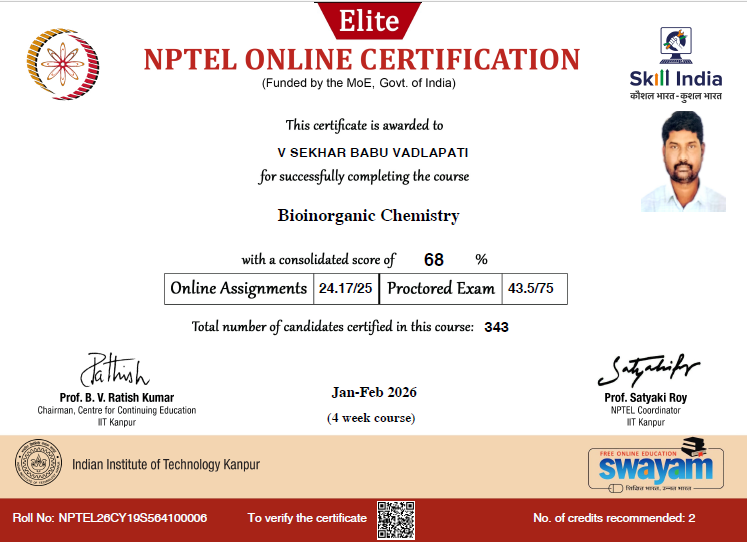 Elite
NPTEL ONLINE CERTIFICATION
(Funded by the MoE, Govt. of India)
Skill India
कौशल भारत - कुशल भारत
This certificate is awarded to
V SEKHAR BABU VADLAPATI
for successfully completing the course
Bioinorganic Chemistry
with a consolidated score of 68 %
Online Assignments 24.17/25 Proctored Exam 43.5/75
Total number of candidates certified in this course: 343
Prof. B. V. Ratish Kumar
Chairman, Centre for Continuing Education
IIT Kanpur
Jan-Feb 2026
(4 week course)
Prof. Satyaki Roy
NPTEL Coordinator
IIT Kanpur
Indian Institute of Technology Kanpur
FREE ONLINE EDUCATION
swayam
शिक्षित भारत, उन्नत भारत
Roll No: NPTEL26CY19S564100006 To verify the certificate No. of credits recommended: 2